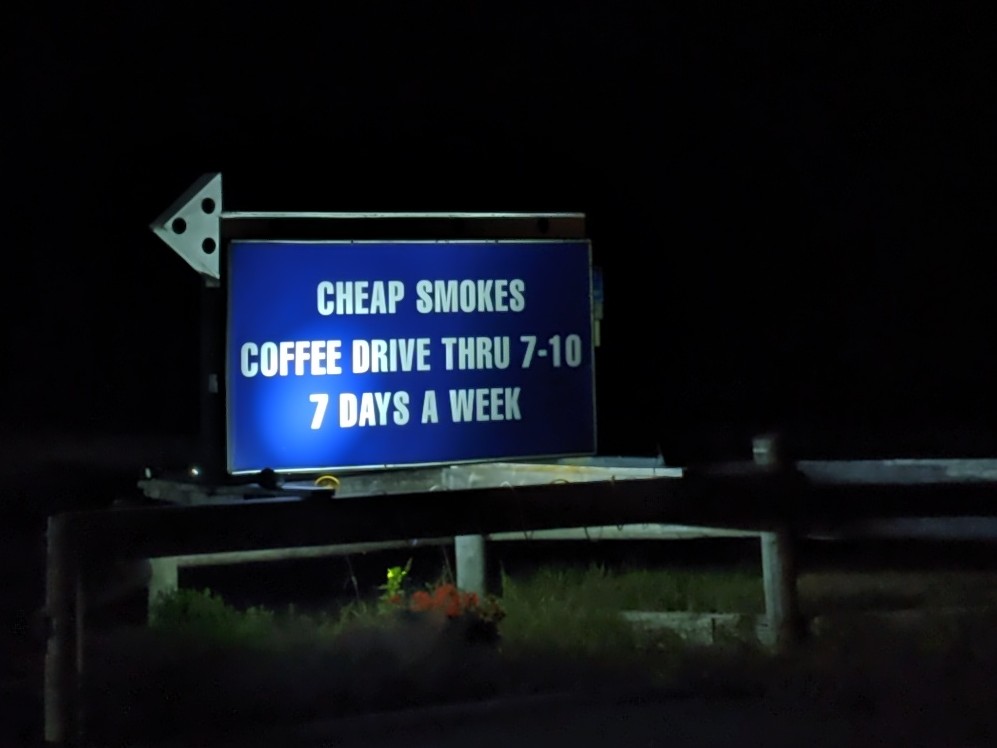 CHEAP SMOKES
COFFEE DRIVE THRU 7-10
7 DAYS A WEEK